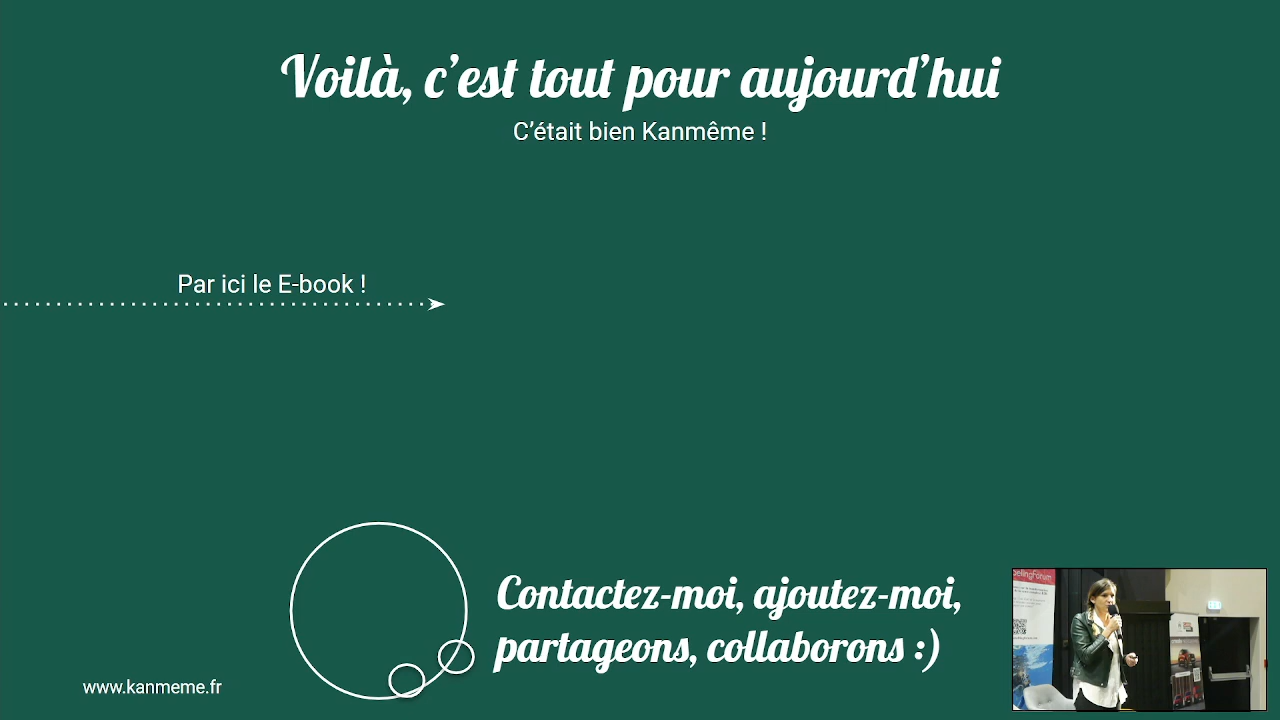 Voilà, c’est tout pour aujourd’hui
C’était bien Kanmême !
Par ici le E-book !
Contactez-moi, ajoutez-moi,
partageons, collaborons :)
www.kanmeme.fr